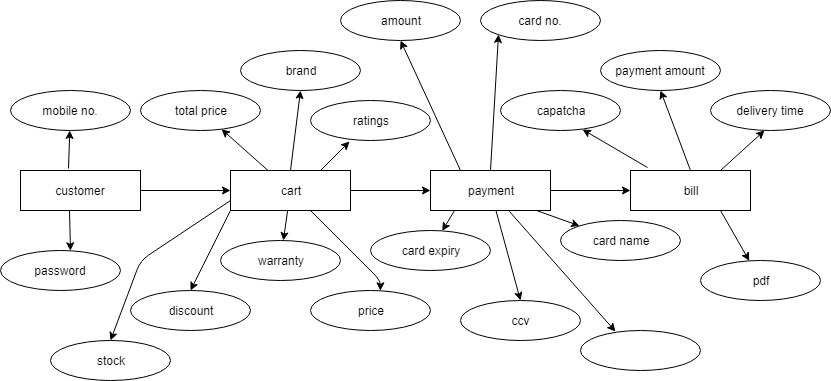 amount
card no.
brand
payment amount
mobile no.
total price
ratings
capatcha
delivery time
customer
cart
payment
bill
password
warranty
card expiry
card name
pdf
discount
price
ccv
stock